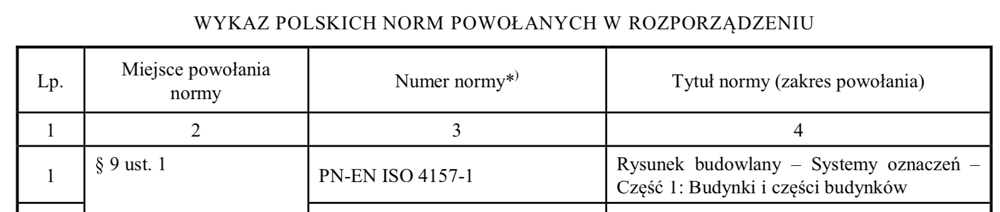 WYKAZ POLSKICH NORM POWOŁANYCH W ROZPORZĄDZENIU
Lp.
Miejsce powołania
normy
Numer normy*)
Tytuł normy (zakres powołania)
1
2
3
4
1
§ 9 ust. 1
PN-EN ISO 4157-1
Rysunek budowlany – Systemy oznaczeń –
Część 1: Budynki i części budynków